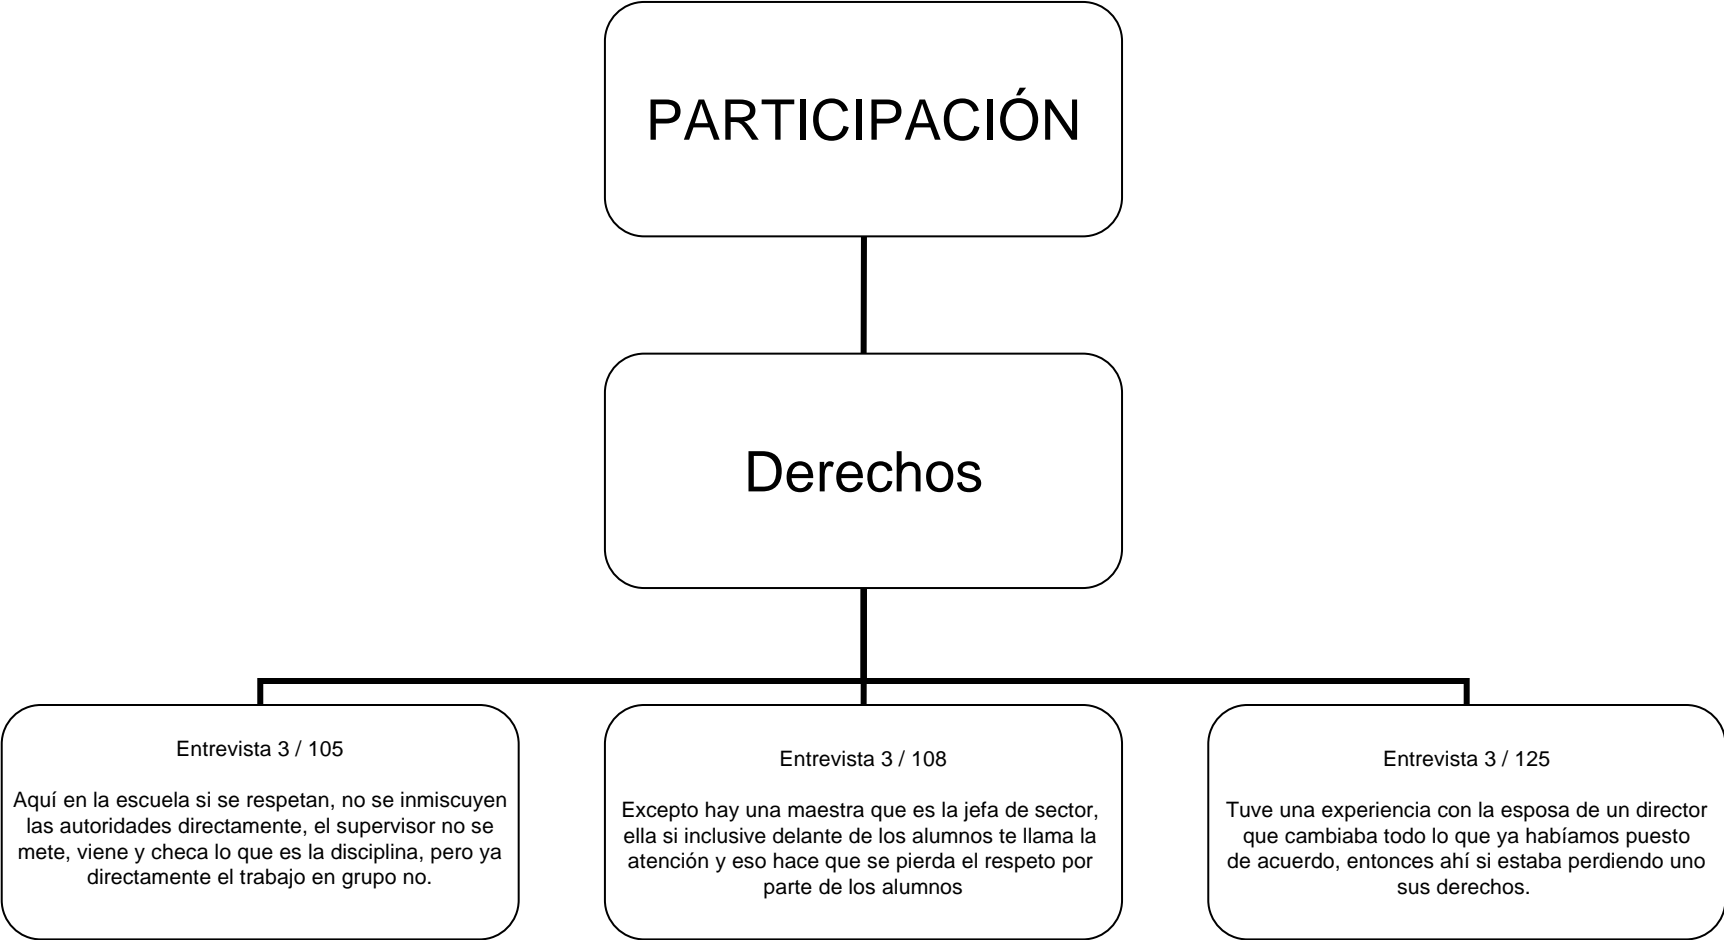 PARTICIPACIÓN
Derechos
Entrevista 3 / 105
Aquí en la escuela si se respetan, no se inmiscuyen
las autoridades directamente, el supervisor no se
mete, viene y checa lo que es la disciplina, pero ya
directamente el trabajo en grupo no.
Entrevista 3 / 108
Excepto hay una maestra que es la jefa de sector,
ella si inclusive delante de los alumnos te llama la
atención y eso hace que se pierda el respeto por
parte de los alumnos
Entrevista 3 / 125
Tuve una experiencia con la esposa de un director
que cambiaba todo lo que ya habíamos puesto
de acuerdo, entonces ahí si estaba perdiendo uno
sus derechos.